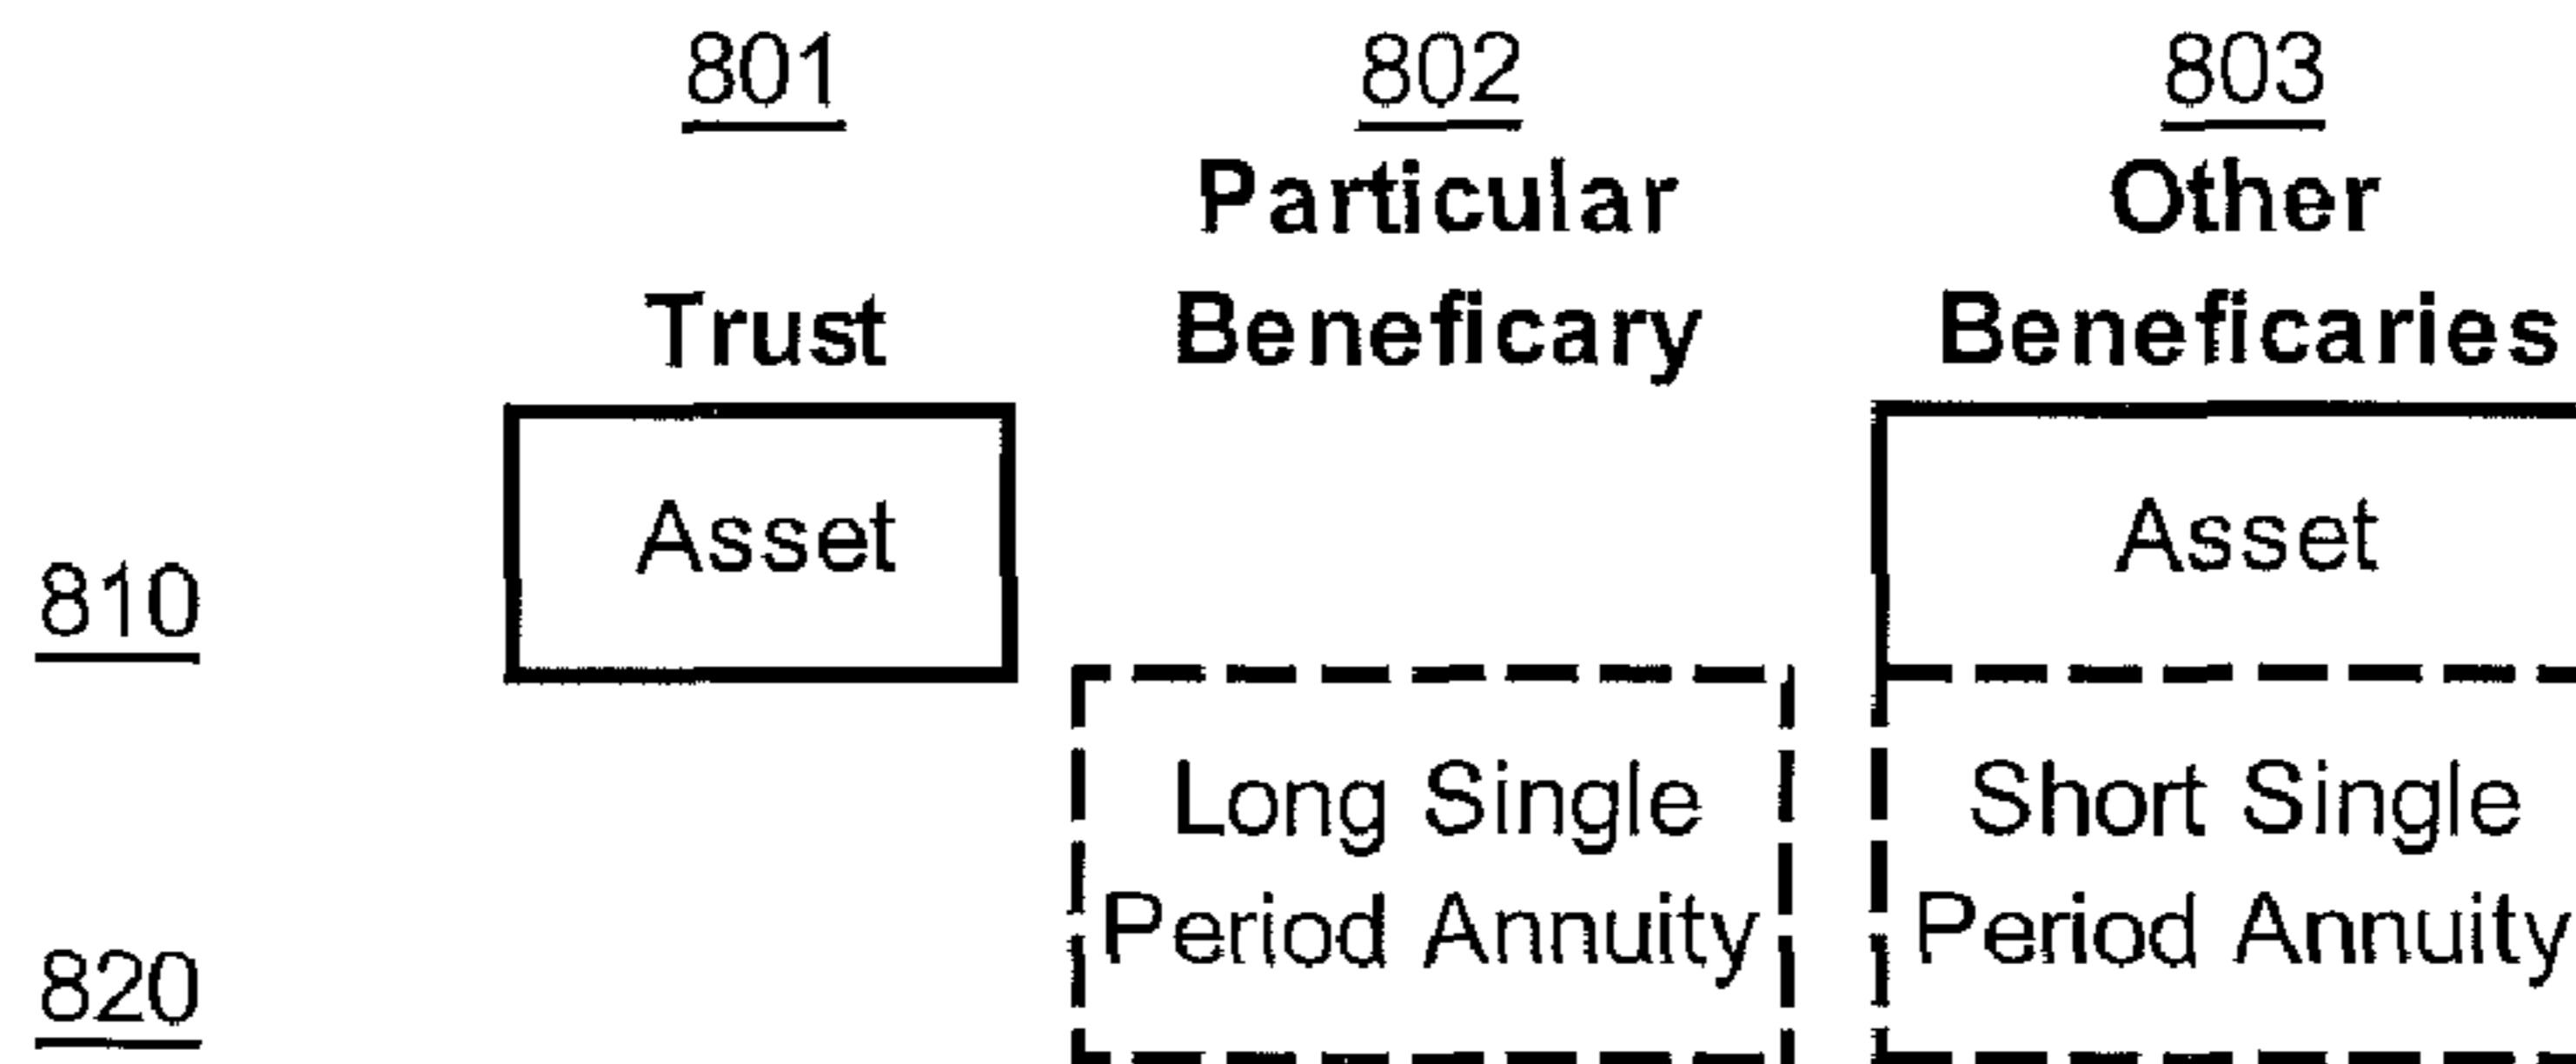 801 802 803
Particular Other
Trust Beneficary Beneficaries
Asset Asset
810
Long Single Short Single
Period Annuity Period Annuity
820